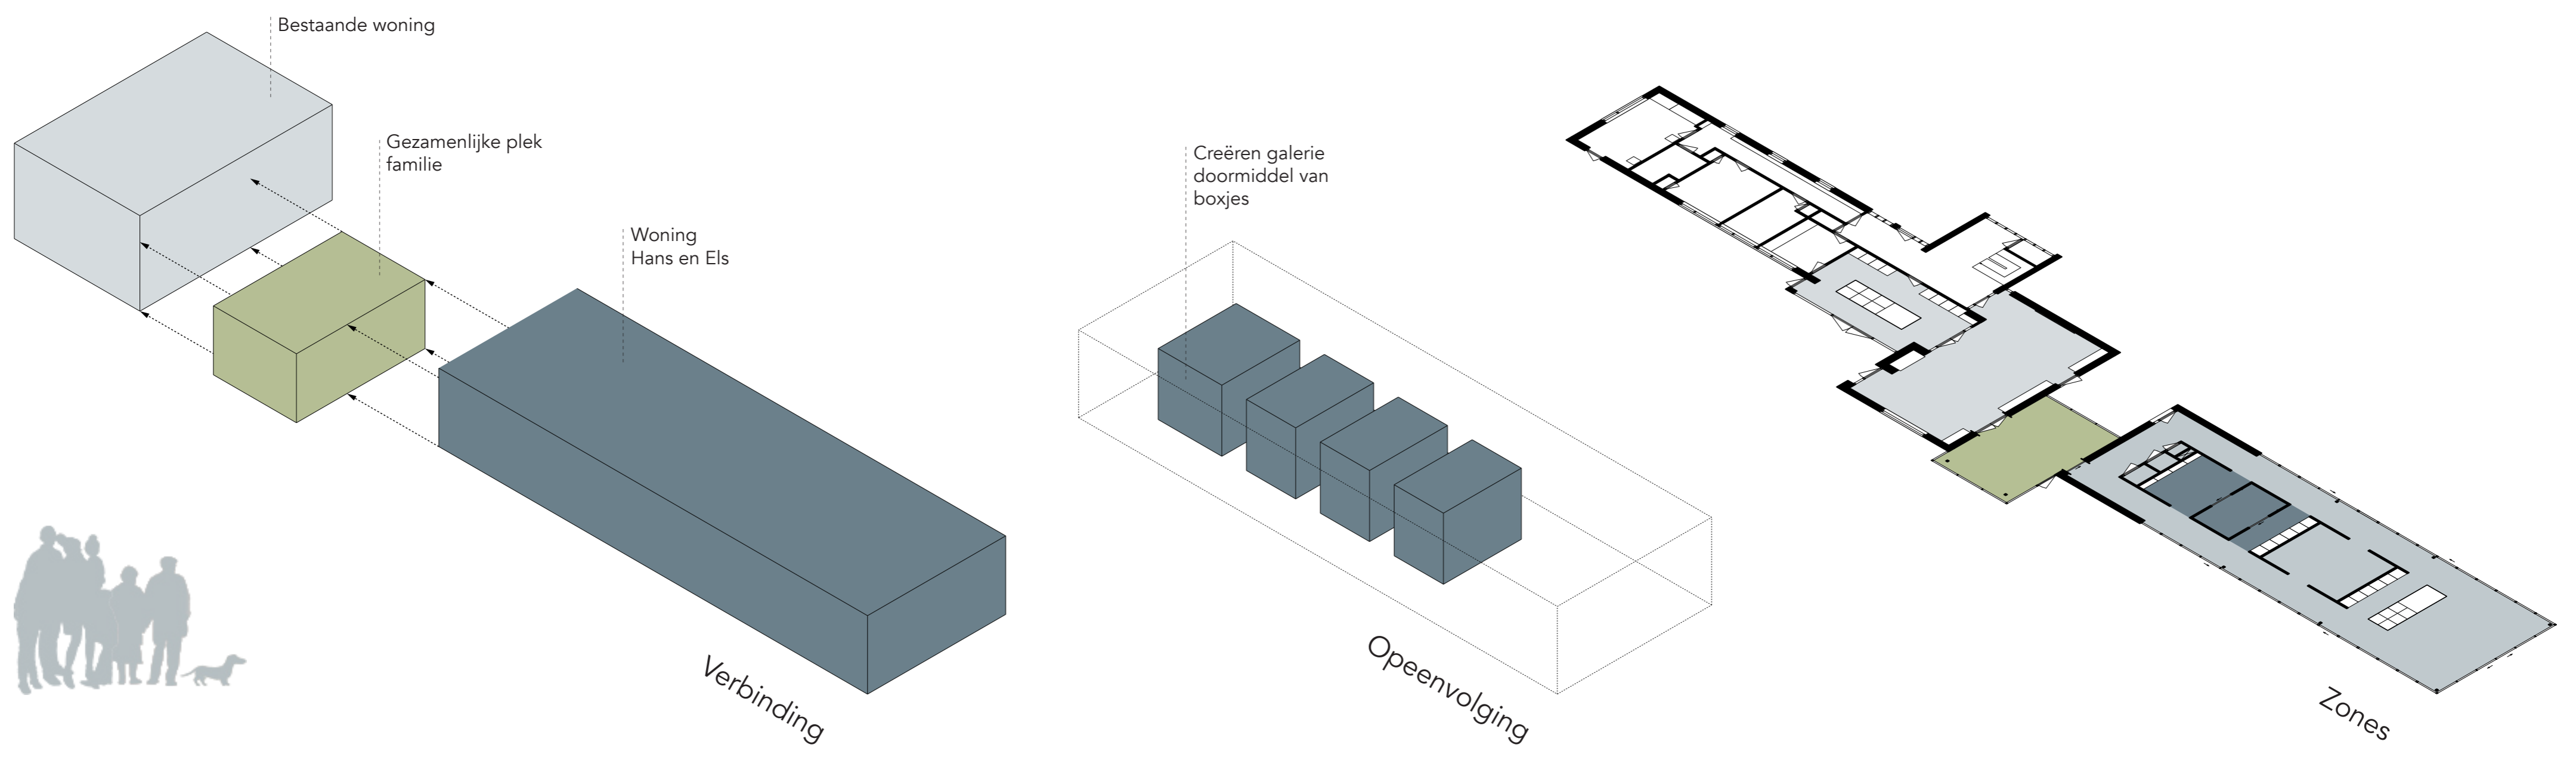 Bestaande woning
Gezamenlijke plek
familie
Woning
Hans en Els
Verbinding
Creëren galerie
doormiddel van
boxjes
Opeenvolging
Zones